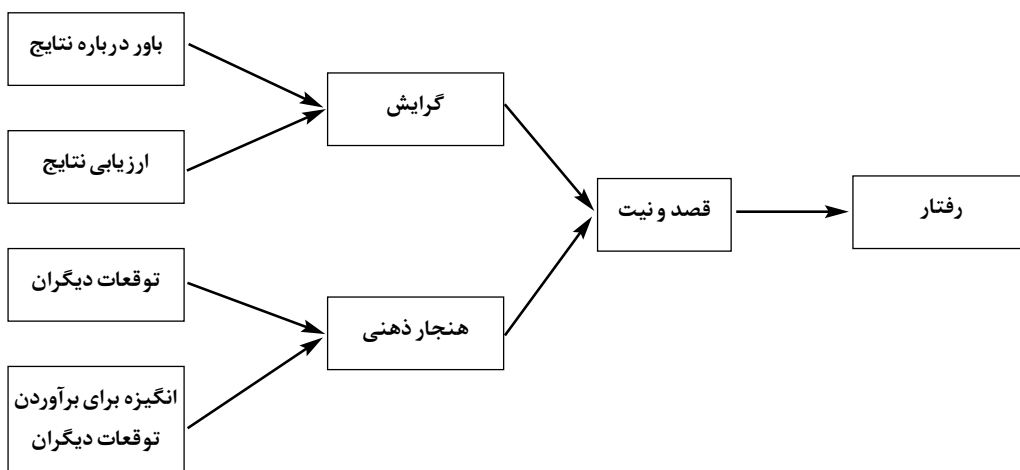 باور درباره نتایج
گرایش
ارزیابی نتایج
قصد و نیت
رفتار
توقعات دیگران
هنجار ذهنی
انگیزه برای برآوردن
توقعات دیگران